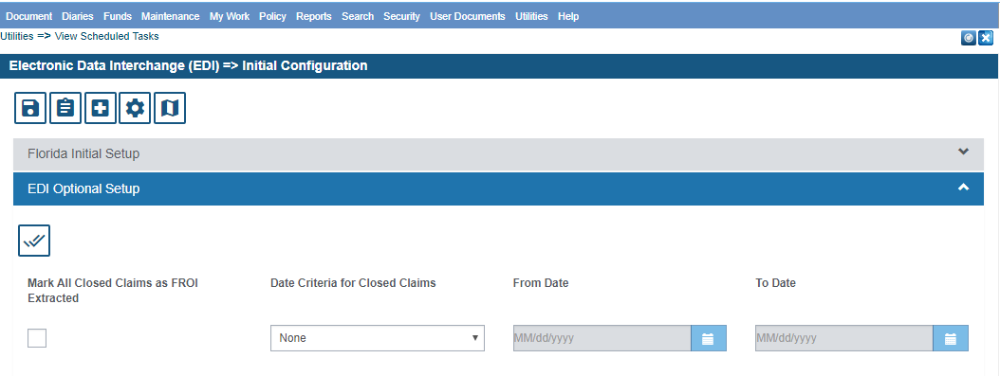 Document Diaries Funds Maintenance My Work Policy Reports Search Security User Documents Utilities Help
Utilities => View Scheduled Tasks
Electronic Data Interchange (EDI) => Initial Configuration
Florida Initial Setup
EDI Optional Setup
Mark All Closed Claims as FROI Date Criteria for Closed Claims From Date To Date
Extracted
None MM/dd/yyyy MM/dd/yyyy